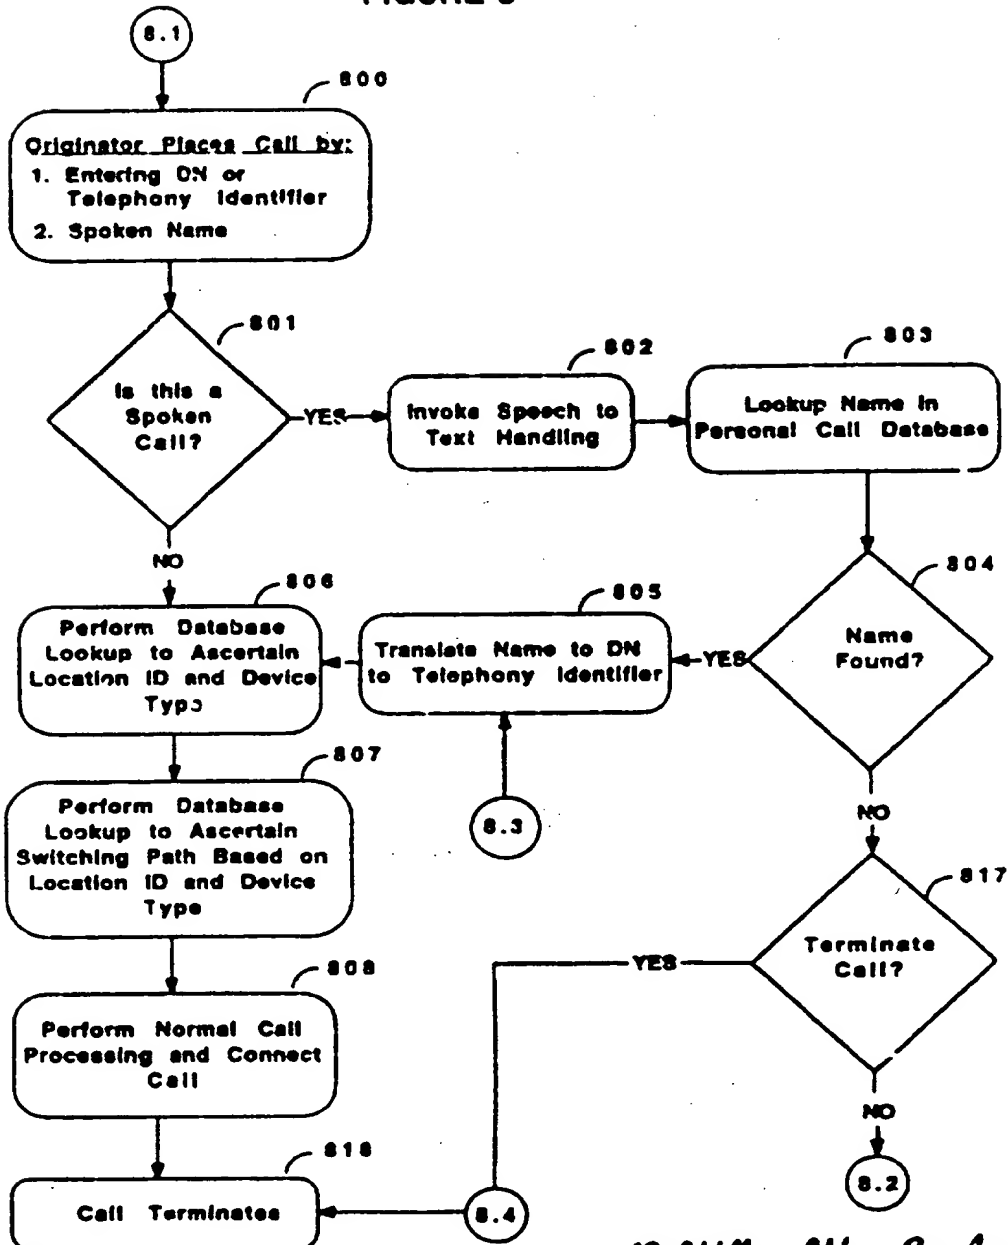 8.1
800
Originator Places Call by:
1. Entering DN or
Telephony Identifier
2. Spoken Name
801
Is this a
Spoken
Call?
YES
802
Invoke Speech to
Text Handling
803
Lookup Name in
Personal Call Database
NO
804
Name
Found?
YES
805
Translate Name to DN
to Telephony Identifier
806
Perform Database
Lookup to Ascertain
Location ID and Device
Type
8.3
807
Perform Database
Lookup to Ascertain
Switching Path Based on
Location ID and Device
Type
NO
817
Terminate
Call?
YES
808
Perform Normal Call
Processing and Connect
Call
NO
8.2
818
Call Terminates
8.4